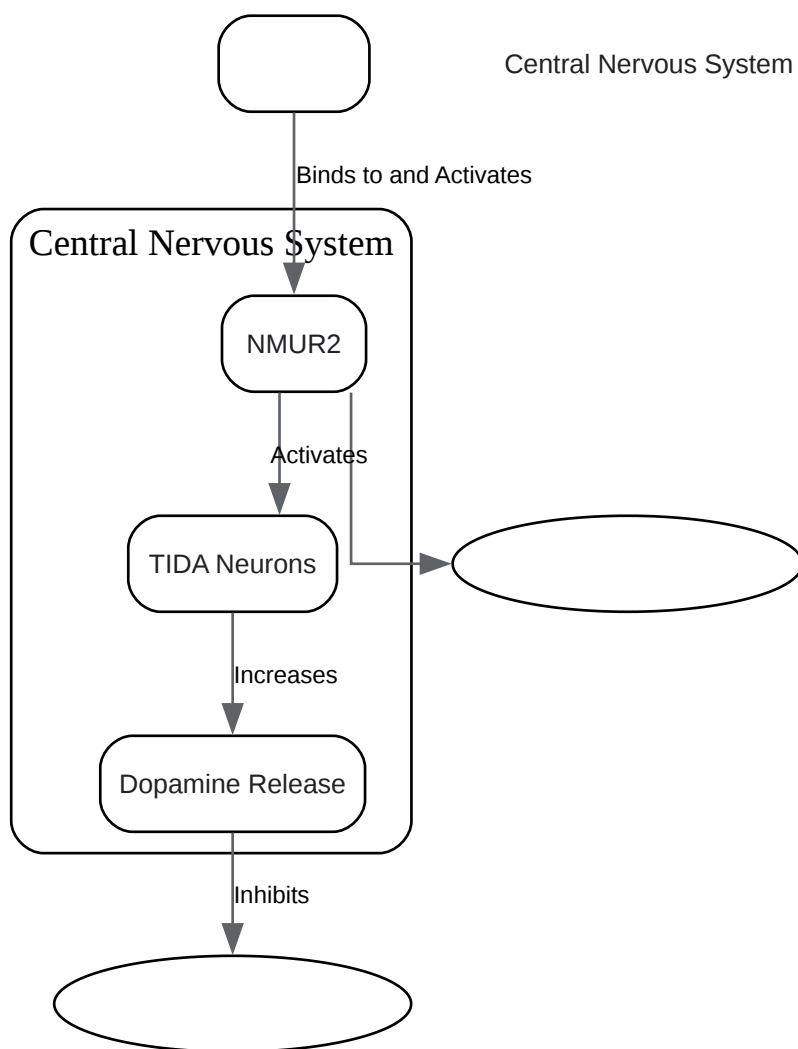 Central Nervous System
Binds to and Activates
Central Nervous System
NMUR2
Activates
TIDA Neurons
Increases
Dopamine Release
Inhibits